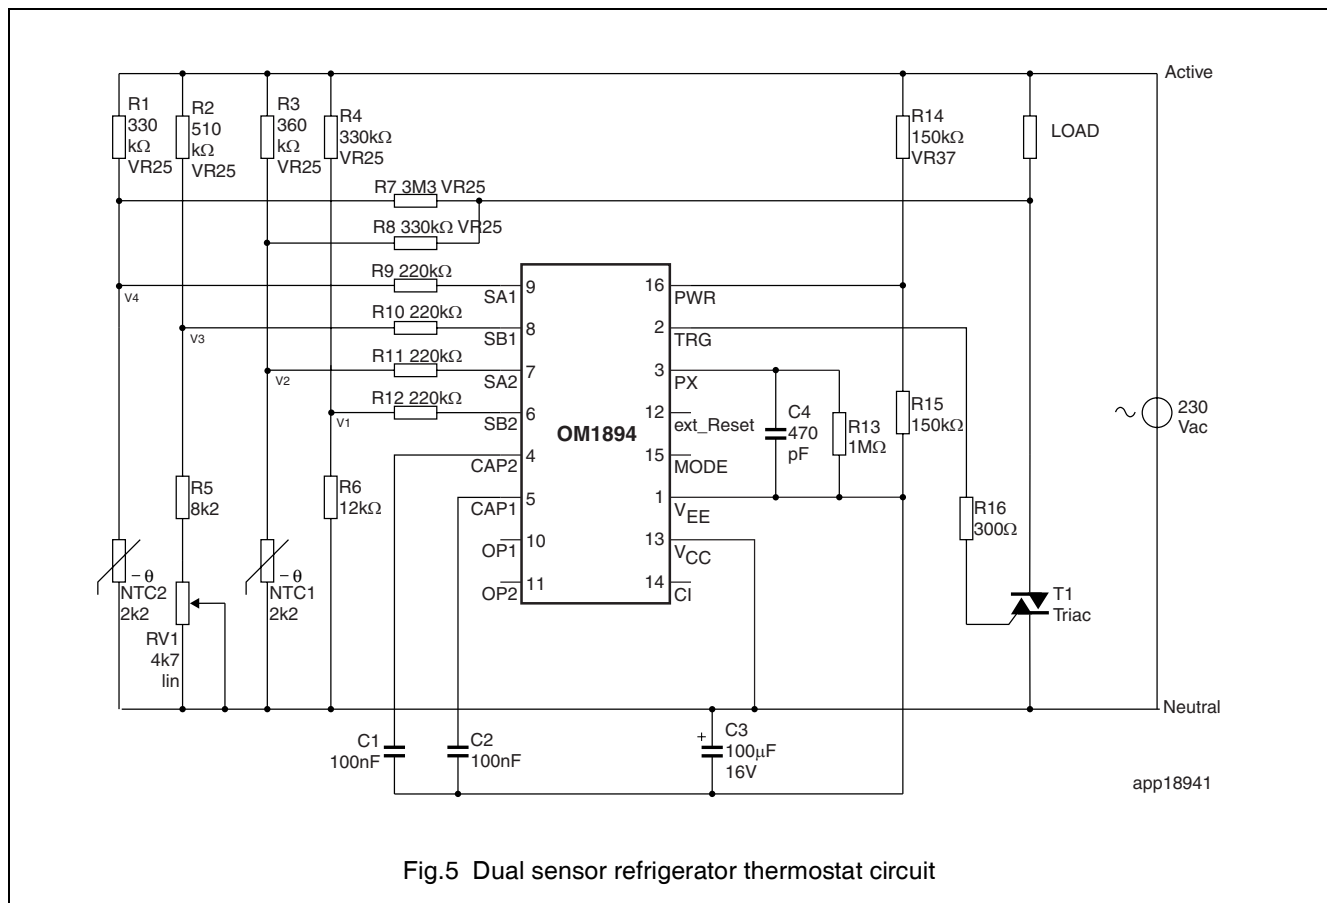 Active
R1
330
kΩ
VR25
R2
510
kΩ
VR25
R3
360
kΩ
VR25
R4
330kΩ
VR25
R14
150kΩ
VR37
LOAD
R7 3M3 VR25
R8 330kΩ VR25
R9 220kΩ
V4
SA1
9
16
PWR
R10 220kΩ
V3
SB1
8
2
TRG
R11 220kΩ
V2
SA2
7
3
PX
R12 220kΩ
V1
SB2
6
12
ext_Reset
OM1894
C4
470
pF
R13
1MΩ
R15
150kΩ
~
230
Vac
CAP2
4
15
MODE
R5
8k2
R6
12kΩ
CAP1
5
1
VEE
R16
300Ω
OP1
10
13
VCC
OP2
11
14
CI
−θ
NTC2
2k2
−θ
NTC1
2k2
T1
Triac
RV1
4k7
lin
Neutral
C1
100nF
C2
100nF
+
C3
100µF
16V
app18941
Fig.5 Dual sensor refrigerator thermostat circuit